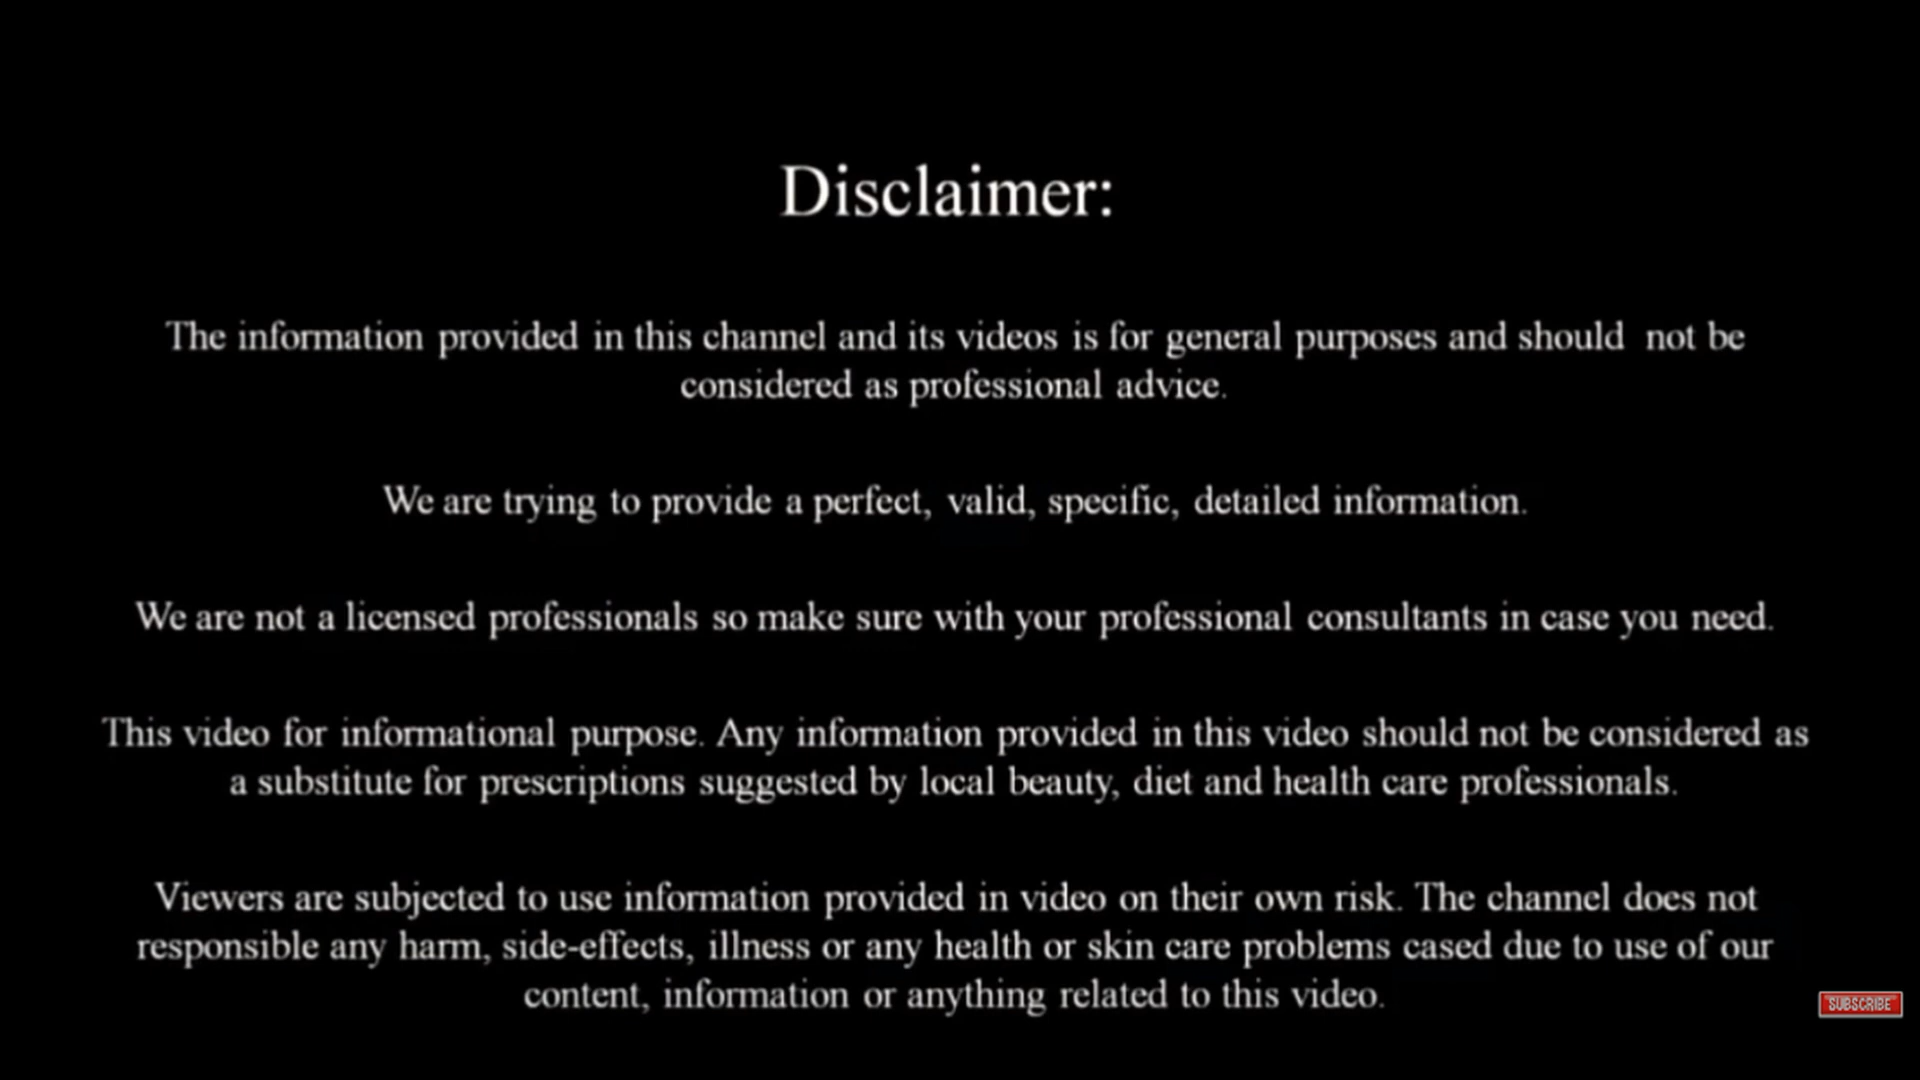 Disclaimer:
The information provided in this channel and its videos is for general purposes and should not be
considered as professional advice.
We are trying to provide a perfect, valid, specific, detailed information.
We are not a licensed professionals so make sure with your professional consultants in case you need.
This video for informational purpose. Any information provided in this video should not be considered as
a substitute for prescriptions suggested by local beauty, diet and health care professionals.
Viewers are subjected to use information provided in video on their own risk. The channel does not
responsible any harm, side-effects, illness or any health or skin care problems cased due to use of our
content, information or anything related to this video.
SUBSCRIBE